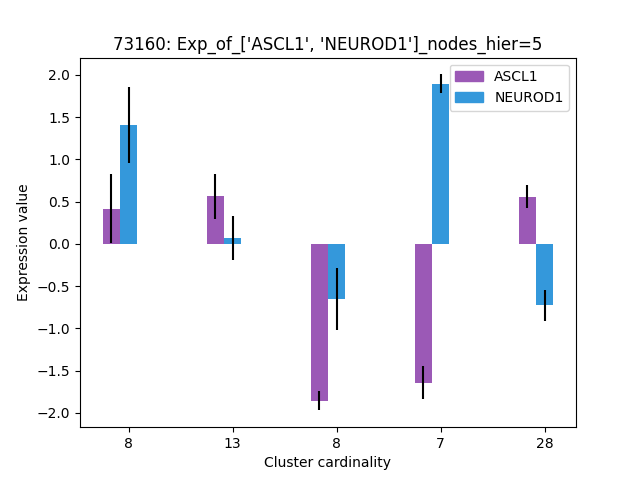 73160: Exp_of_['ASCL1', 'NEUROD1']_nodes_hier=5
ASCL1
NEUROD1
2.0
1.5
1.0
0.5
0.0
−0.5
−1.0
−1.5
−2.0
Expression value
8 13 8 7 28
Cluster cardinality